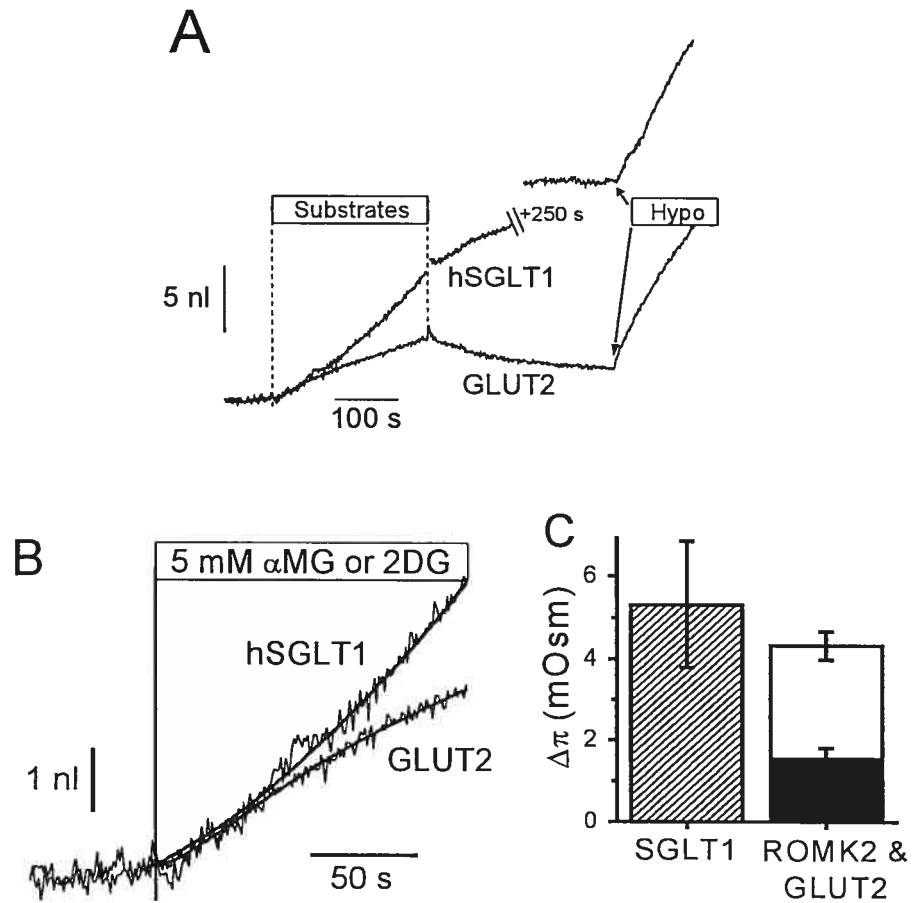 A
Substrates
+250 s
Hypo
hSGLT1
5 nl
GLUT2
100 s
B
5 mM αMG or 2DG
hSGLT1
GLUT2
1 nl
50 s
C
Δπ (mOsm)
6
4
2
0
SGLT1
ROMK2 &
GLUT2